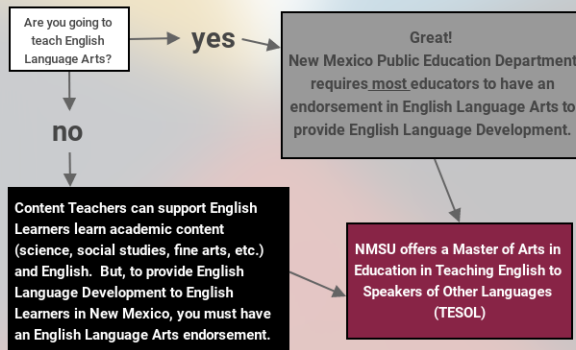 Are you going to
teach English
Language Arts?
yes
Great!
New Mexico Public Education Department
requires most educators to have an
endorsement in English Language Arts to
provide English Language Development.
no
Content Teachers can support English
Learners learn academic content
(science, social studies, fine arts, etc.)
and English. But, to provide English
Language Development to English
Learners in New Mexico, you must have
an English Language Arts endorsement.
NMSU offers a Master of Arts in
Education in Teaching English to
Speakers of Other Languages
(TESOL)